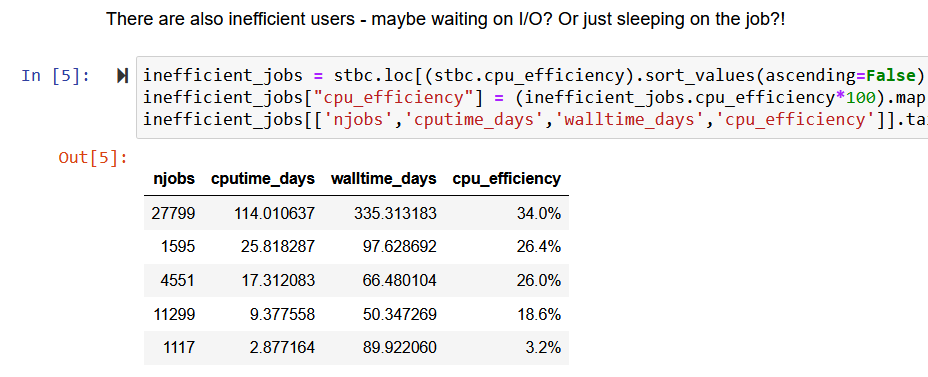 There are also inefficient users - maybe waiting on I/O? Or just sleeping on the job?!
In [5]: inefficient_jobs = stbc.loc[(stbc.cpu_efficiency).sort_values(ascending=False)
inefficient_jobs["cpu_efficiency"] = (inefficient_jobs.cpu_efficiency*100).map
inefficient_jobs[['njobs','cputime_days','walltime_days','cpu_efficiency']].ta
Out[5]:
njobs cputime_days walltime_days cpu_efficiency
27799 114.010637 335.313183 34.0%
1595 25.818287 97.628692 26.4%
4551 17.312083 66.480104 26.0%
11299 9.377558 50.347269 18.6%
1117 2.877164 89.922060 3.2%